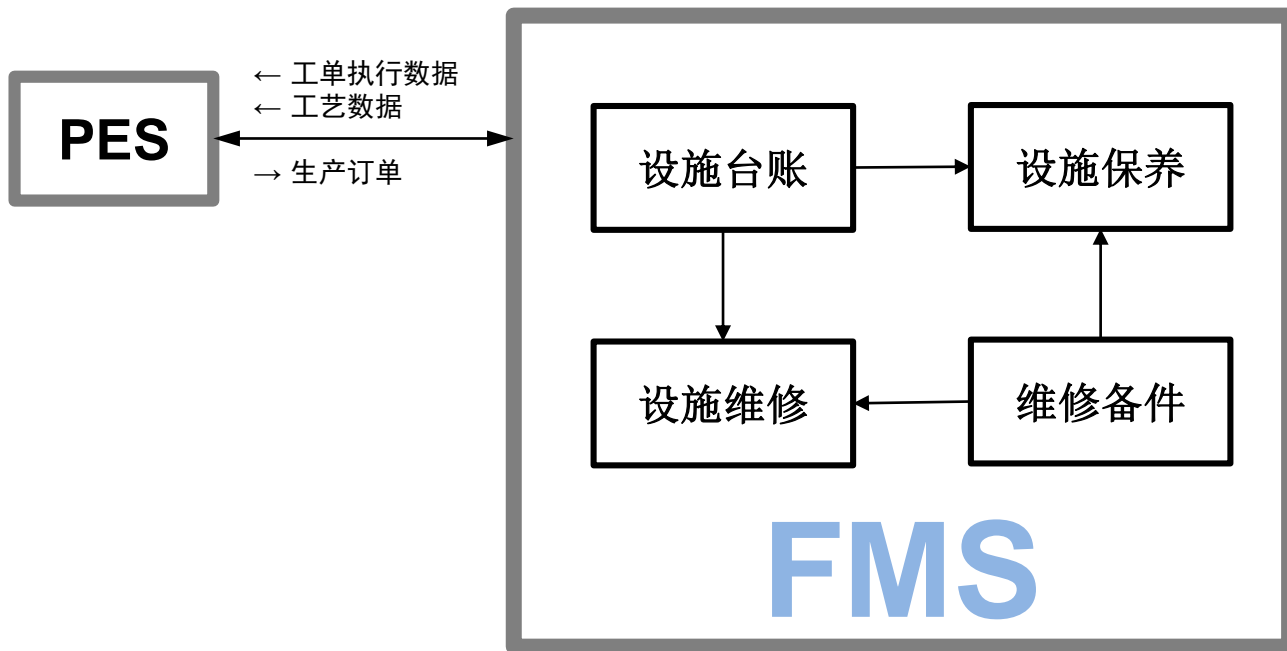 PES
← 工单执行数据
← 工艺数据
→ 生产订单
设施台账
设施保养
设施维修
维修备件
FMS